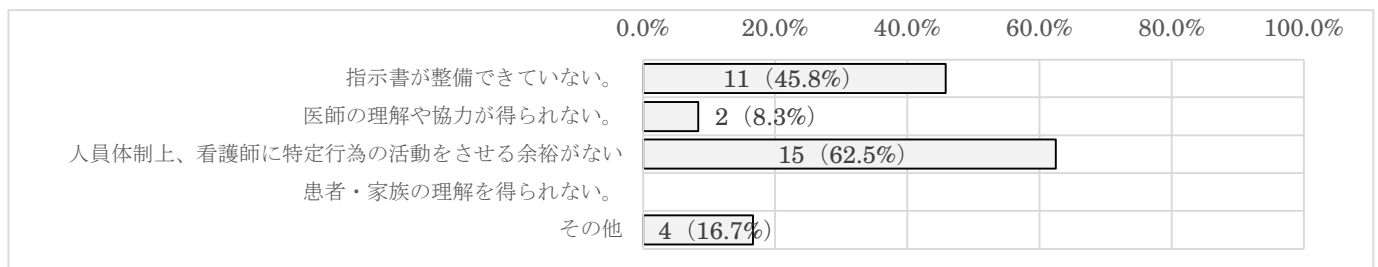 0.0% 20.0% 40.0% 60.0% 80.0% 100.0%
指示書が整備できていない。 11（45.8%）
医師の理解や協力が得られない。 2（8.3%）
人員体制上、看護師に特定行為の活動をさせる余裕がない 15（62.5%）
患者・家族の理解を得られない。
その他 4（16.7%）